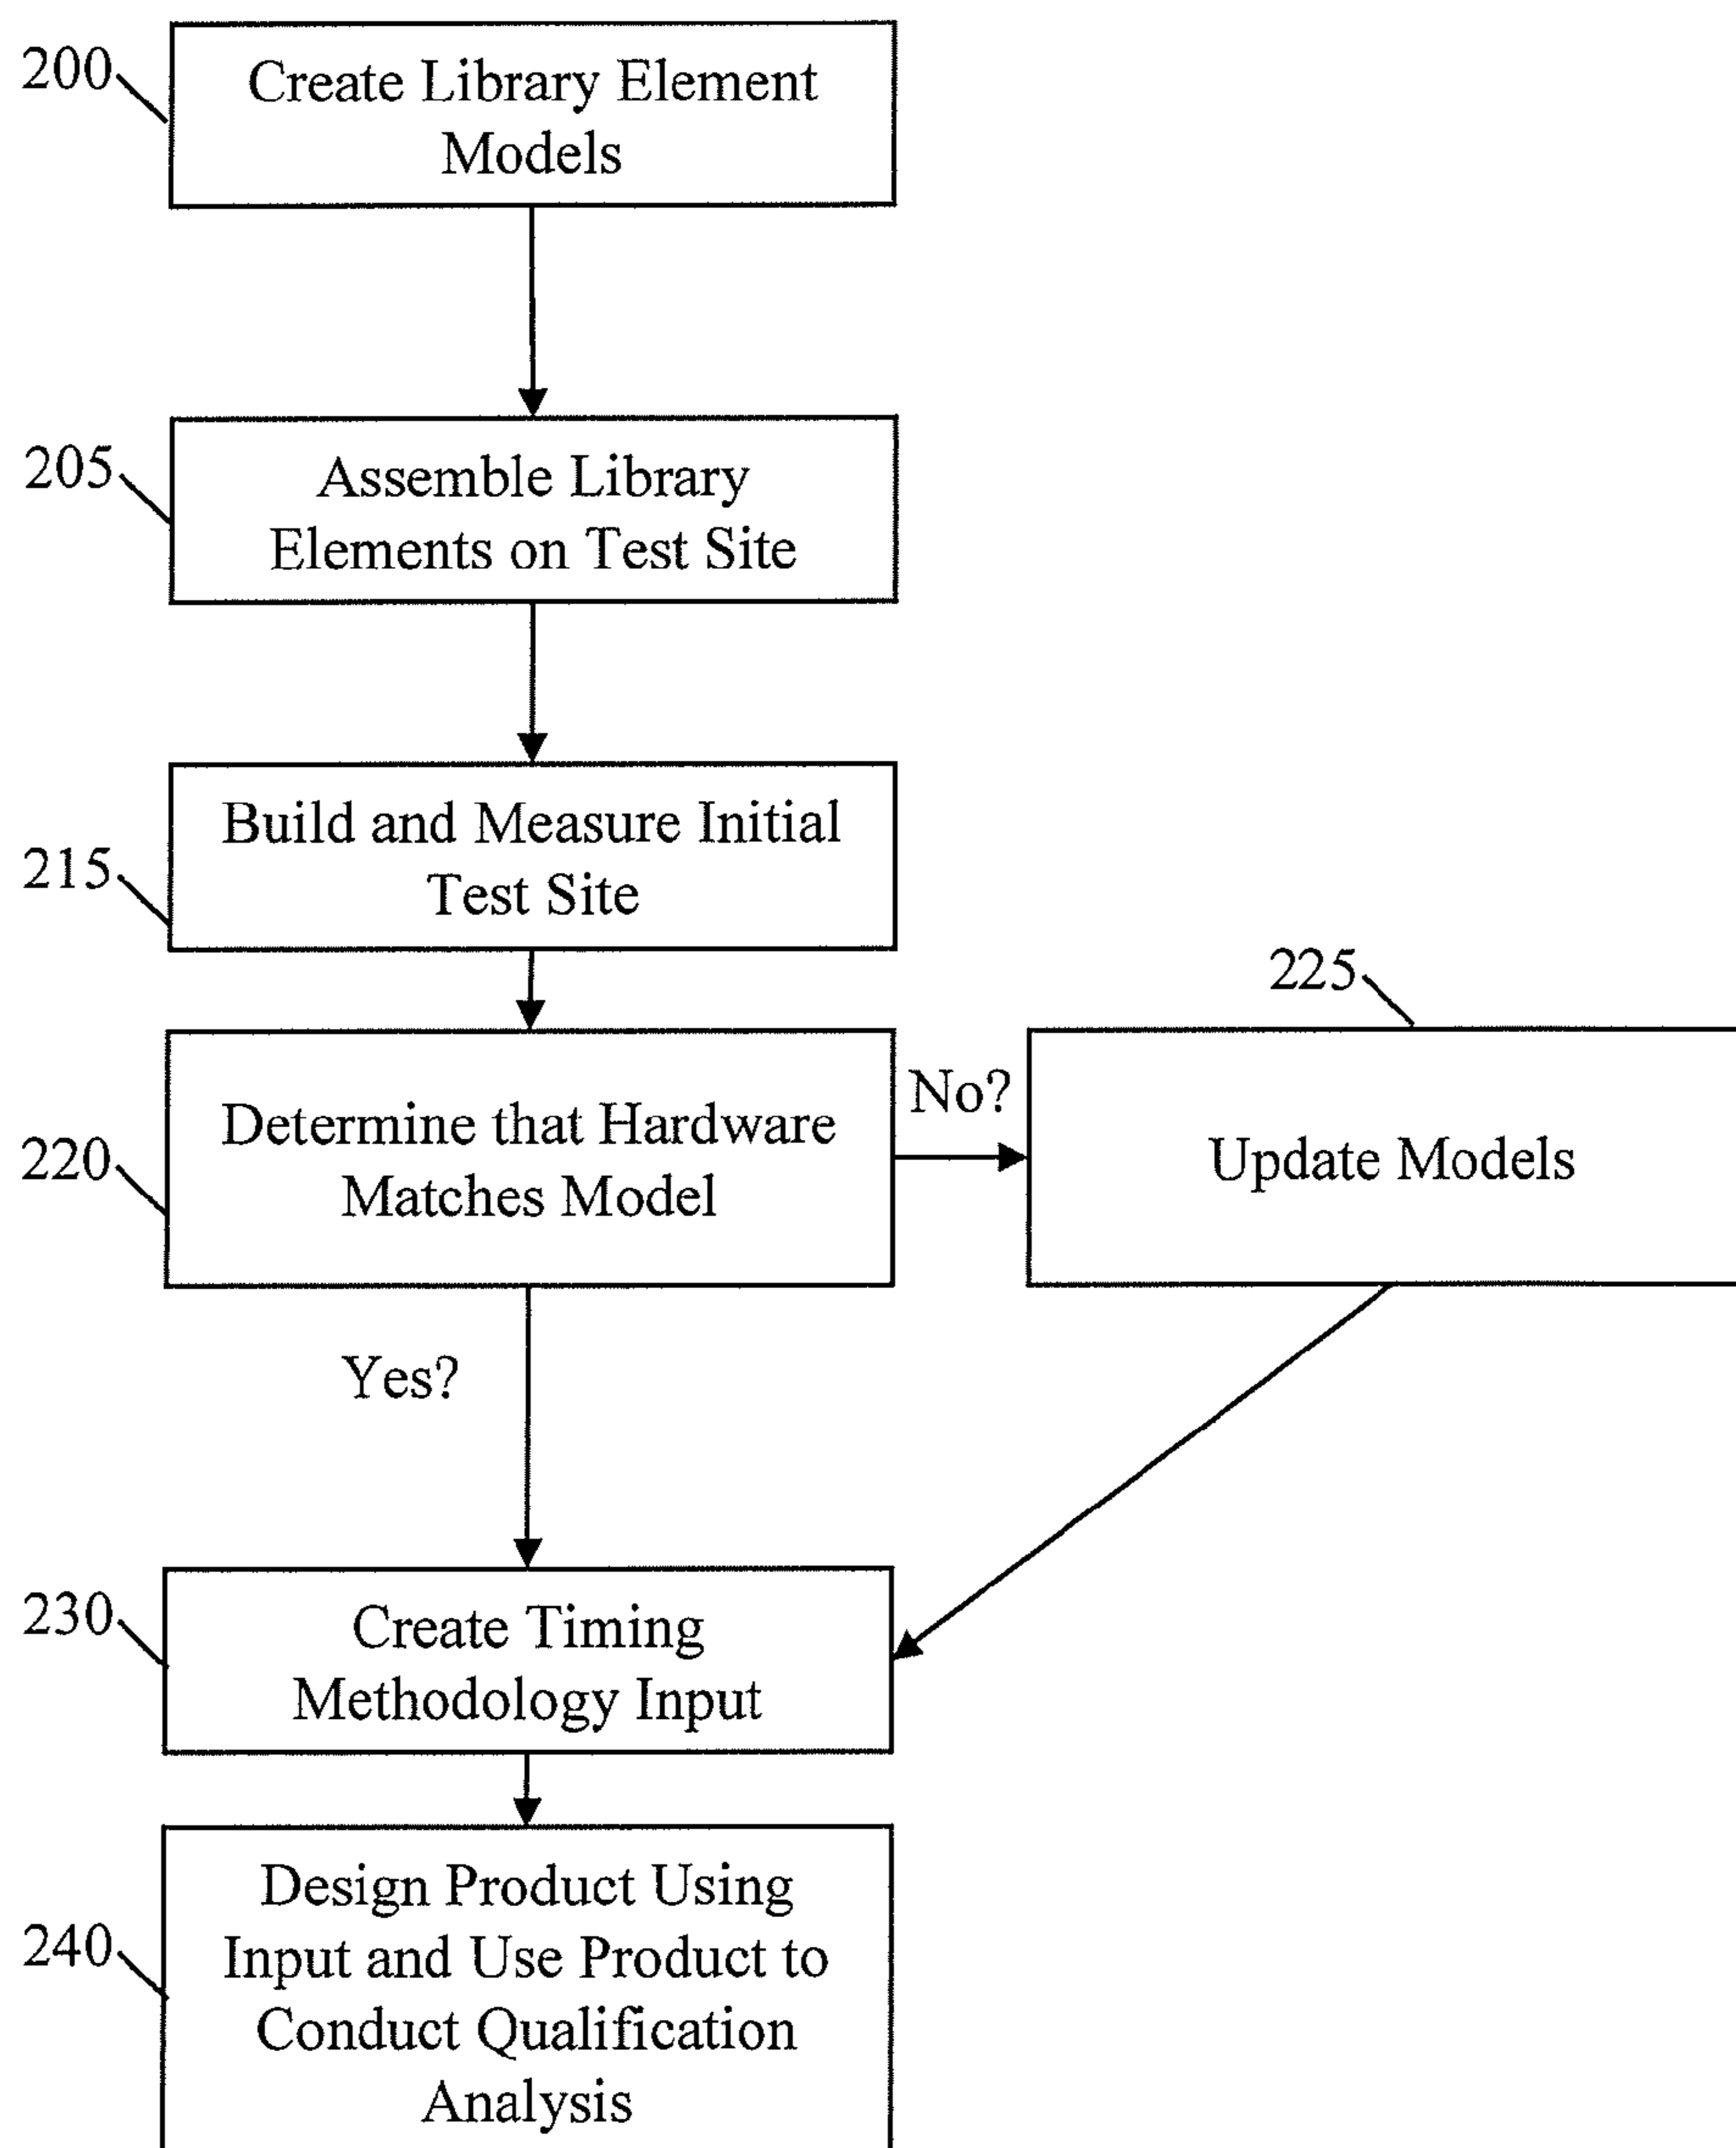 200
Create Library Element
Models
205
Assemble Library
Elements on Test Site
215
Build and Measure Initial
Test Site
225
220
Determine that Hardware
Matches Model
No?
Update Models
Yes?
230
Create Timing
Methodology Input
240
Design Product Using
Input and Use Product to
Conduct Qualification
Analysis